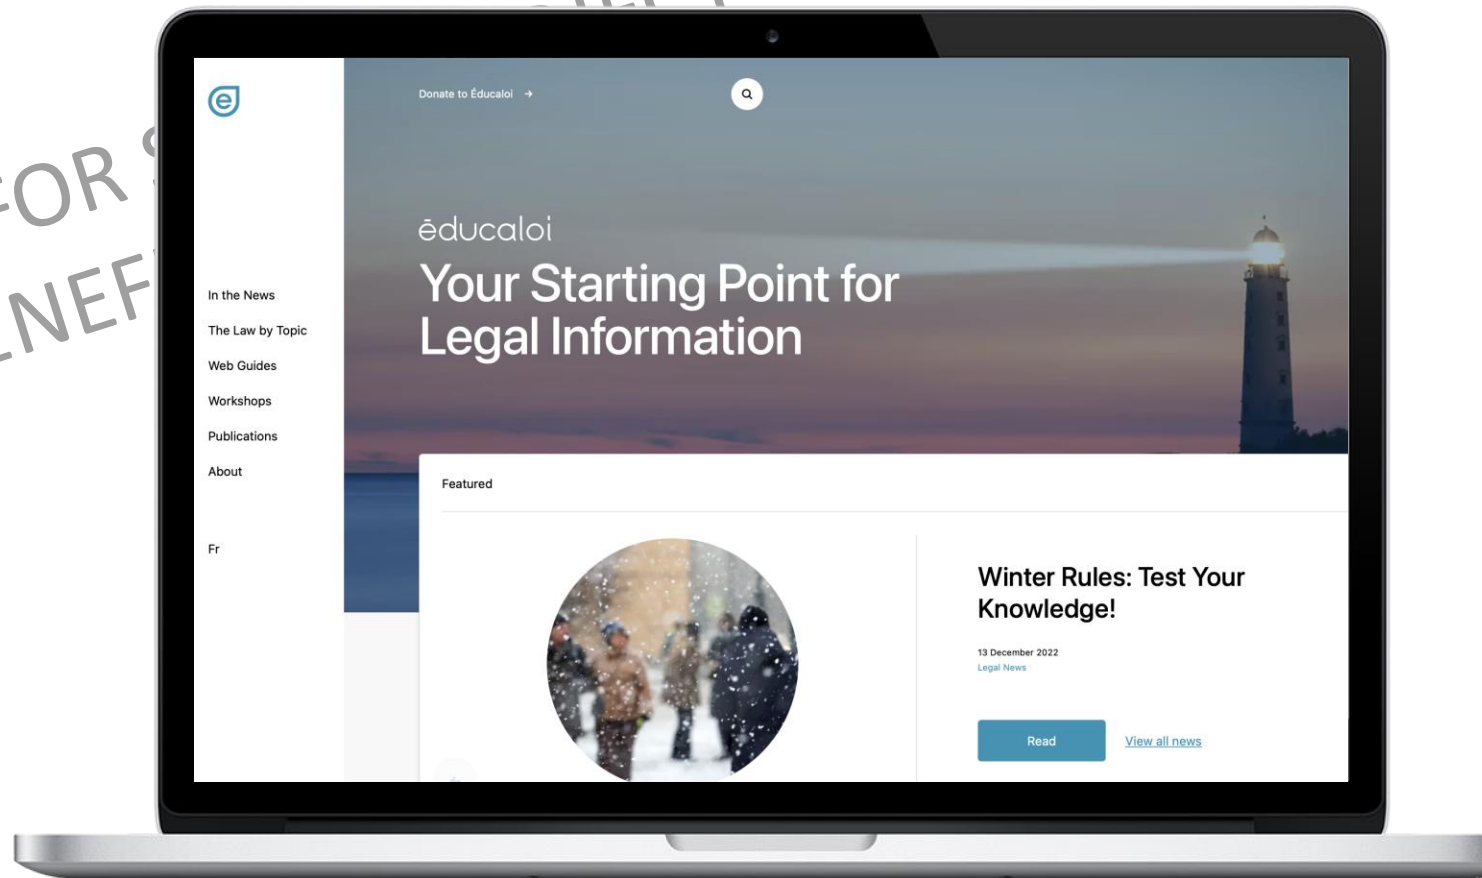 FOR
Donate to Éducaloi →
ēducaloi
Your Starting Point for
Legal Information
In the News
The Law by Topic
Web Guides
Workshops
Publications
About
Fr
Featured
Winter Rules: Test Your
Knowledge!
13 December 2022
Legal News
Read
View all news